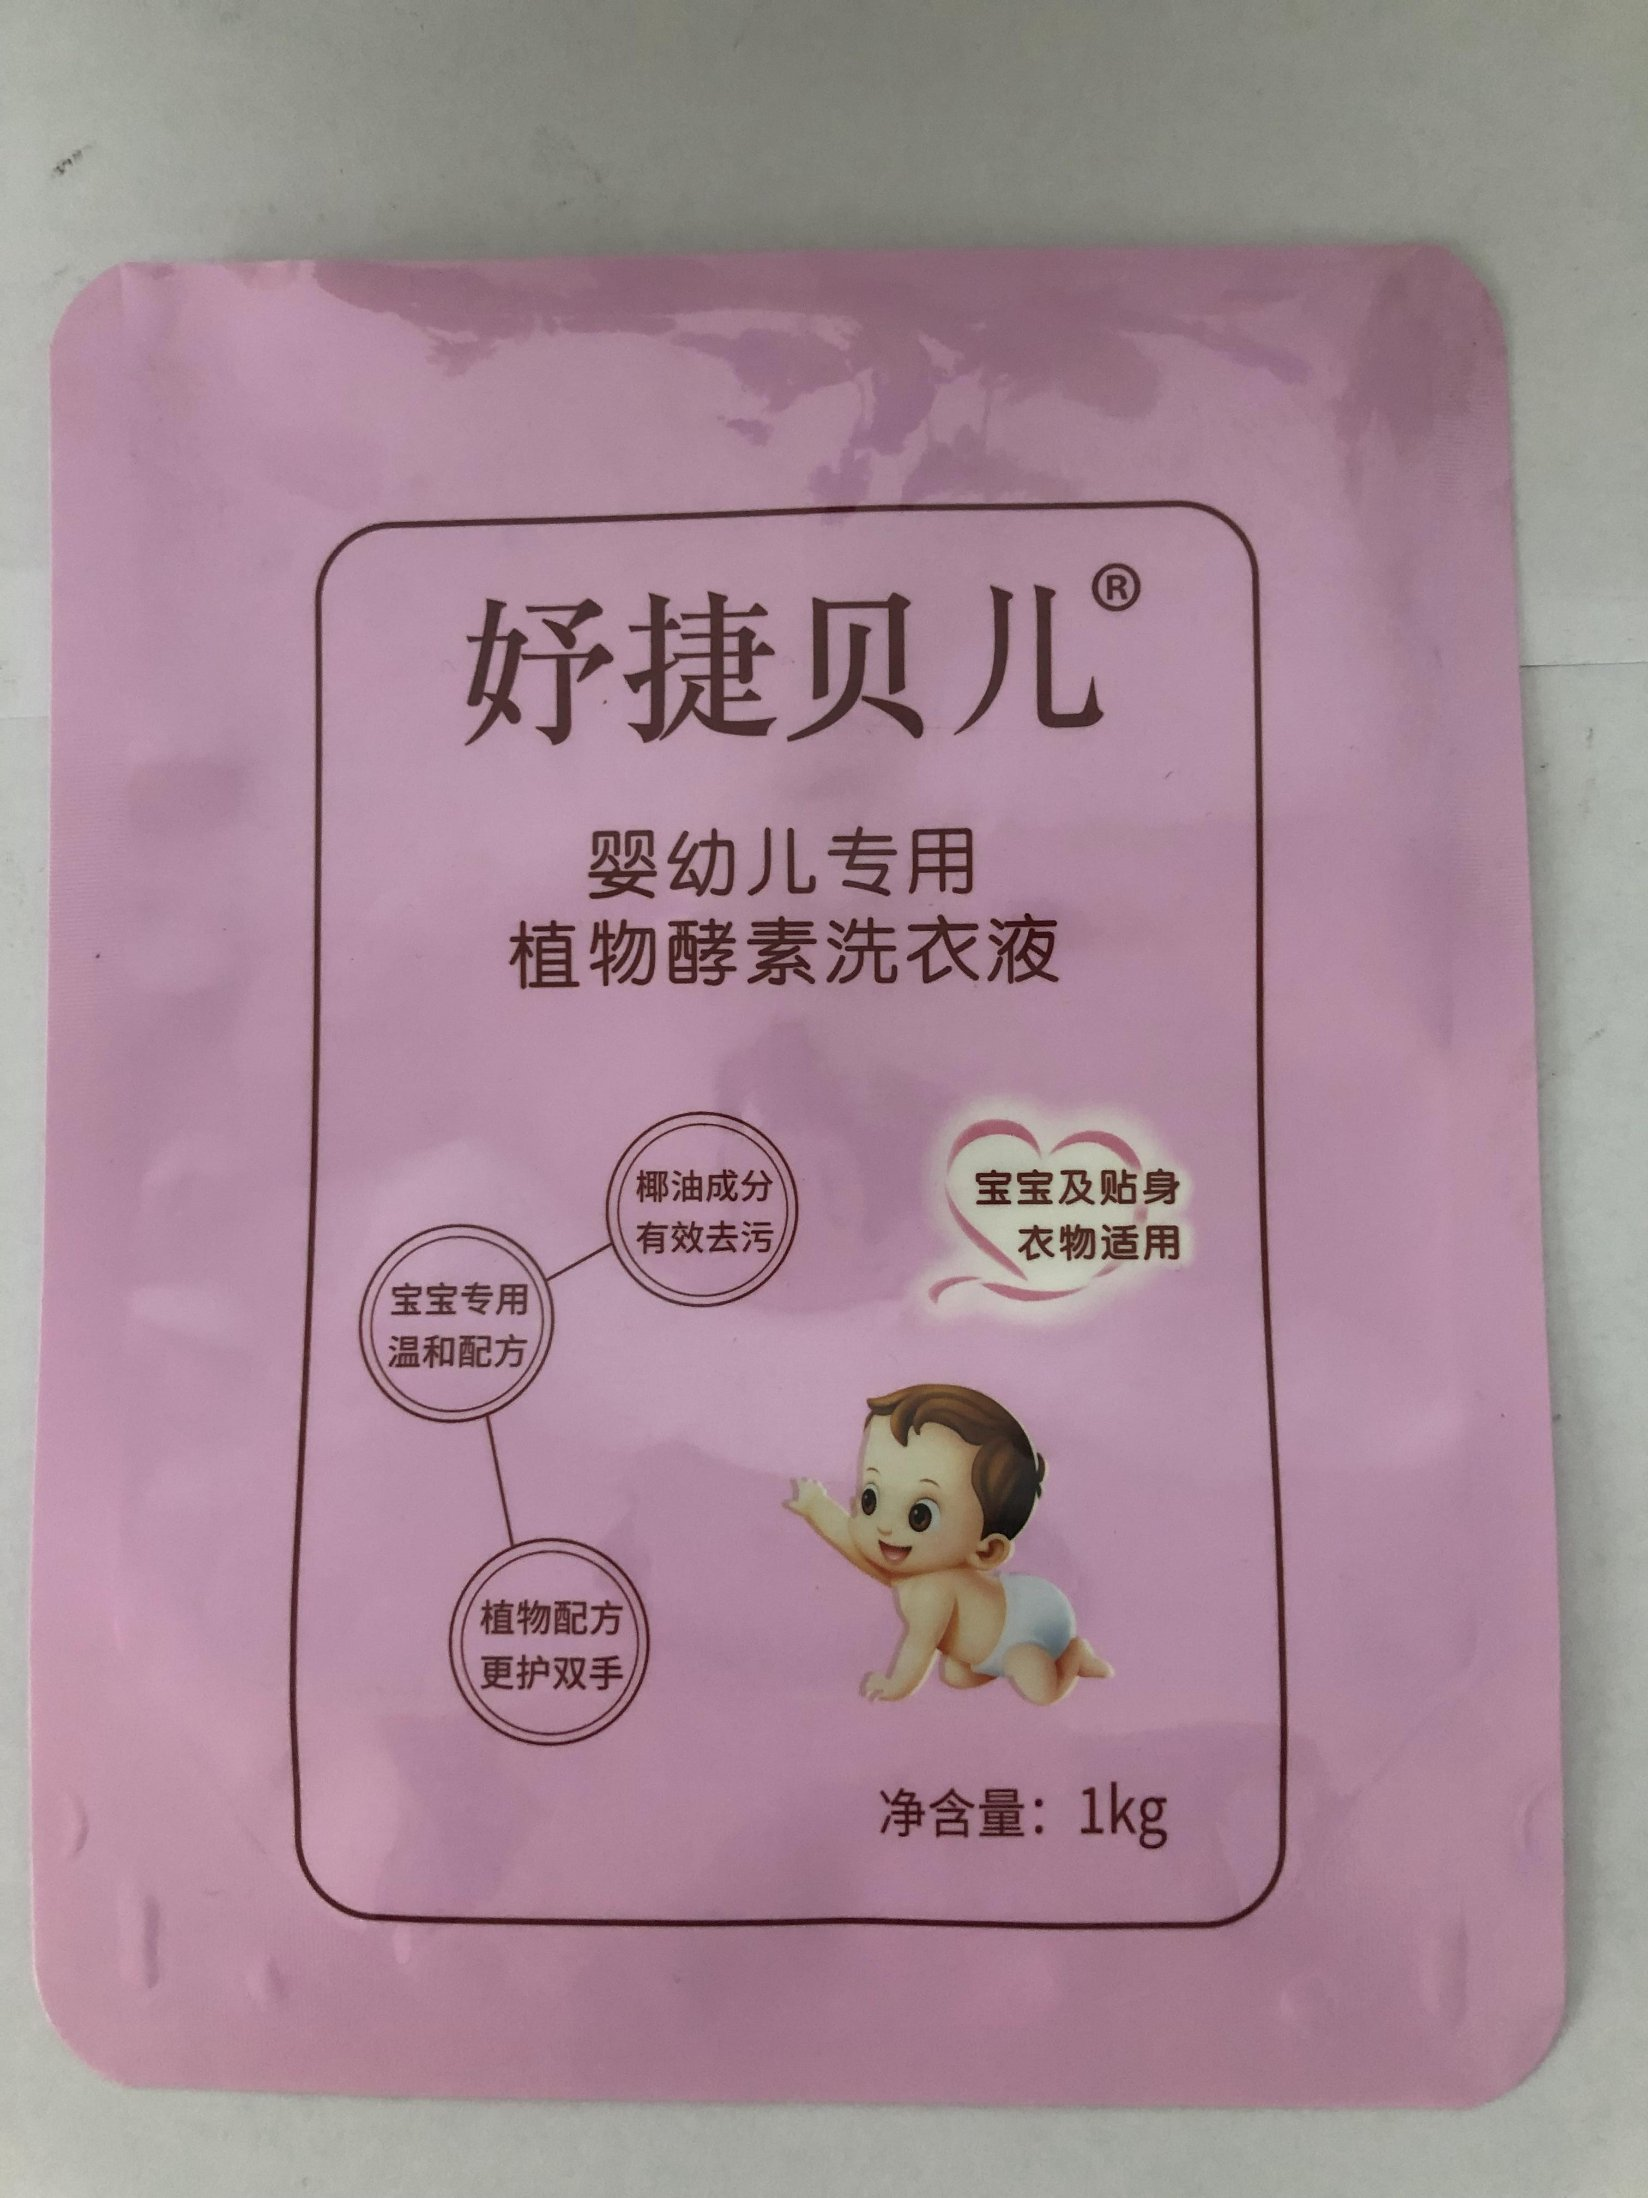 妤捷贝儿®
婴幼儿专用
植物酵素洗衣液
椰油成分
有效去污
宝宝及贴身
衣物适用
宝宝专用
温和配方
植物配方
更护双手
净含量：1kg